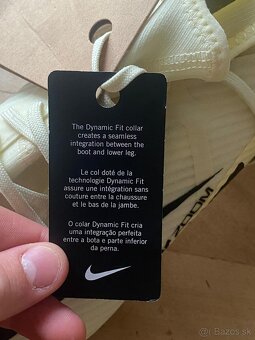 The Dynamic Fit collar
creates a seamless
integration between the
boot and lower leg.
Le col doté de la
technologie Dynamic Fit
assure une intégration sans
couture entre la chaussure
et le bas de la jambe.
O colar Dynamic Fit cria
uma integração perfeita
entre a bota e parte inferior
da perna.
ZOOM
Bazos.sk